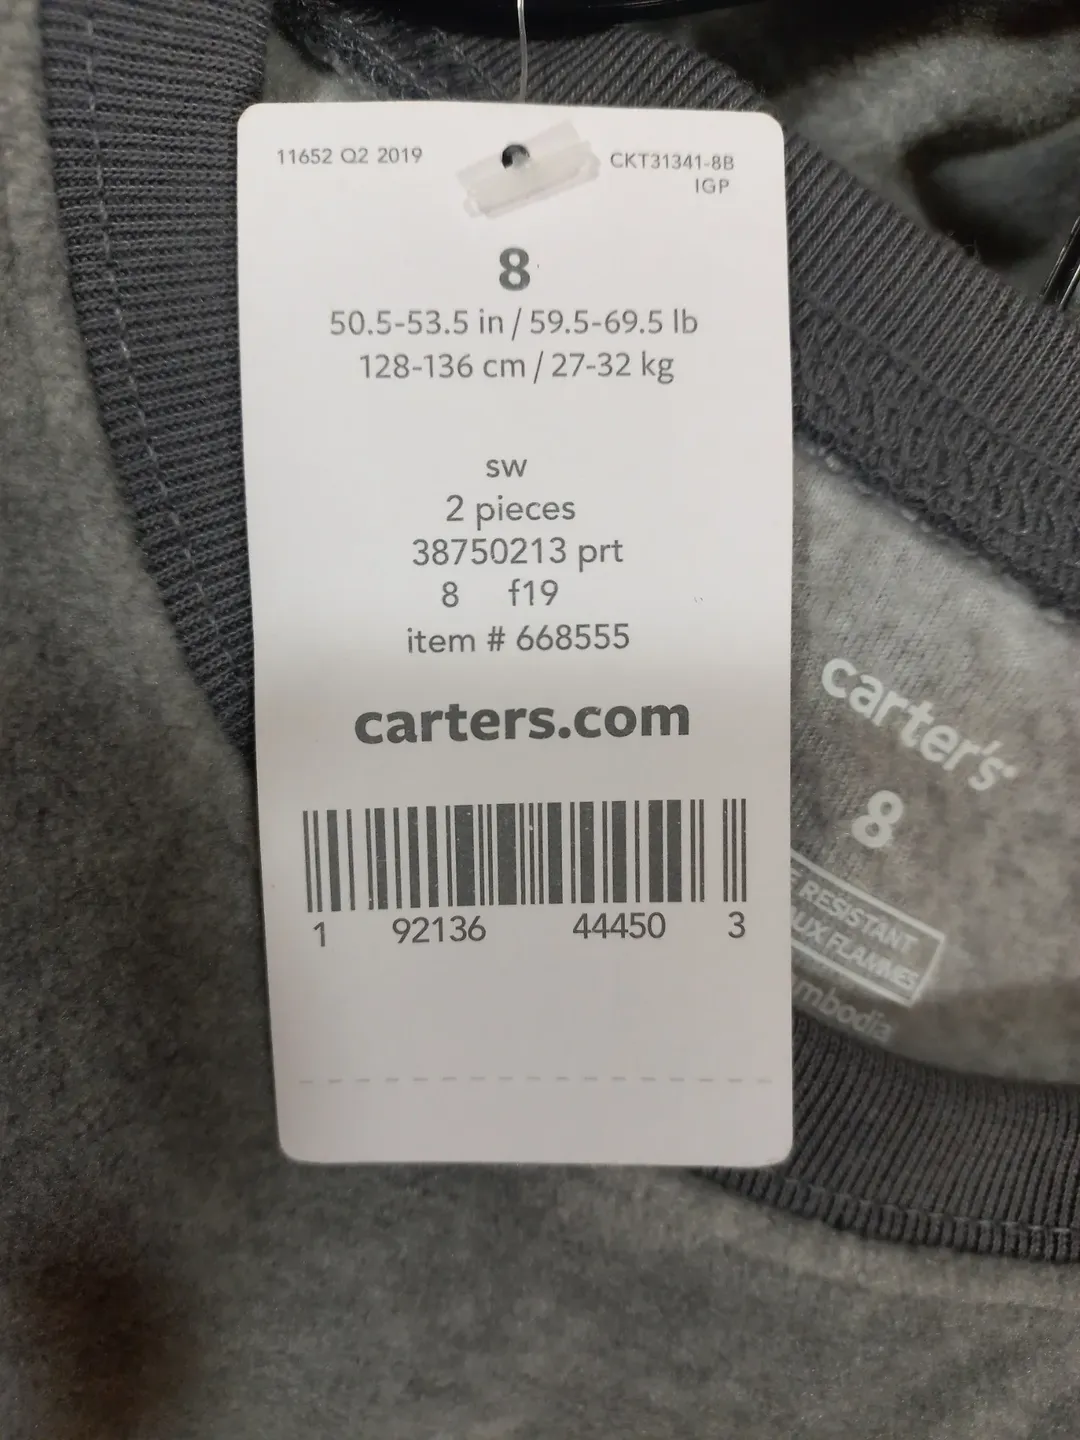 11652 Q2 2019
CKT31341-8B
IGP
8
50.5-53.5 in / 59.5-69.5 lb
128-136 cm / 27-32 kg
sw
2 pieces
38750213 prt
8 f19
item # 668555
carters.com
1 92136 44450 3
carter's
8
RESISTANT
FLAMMES